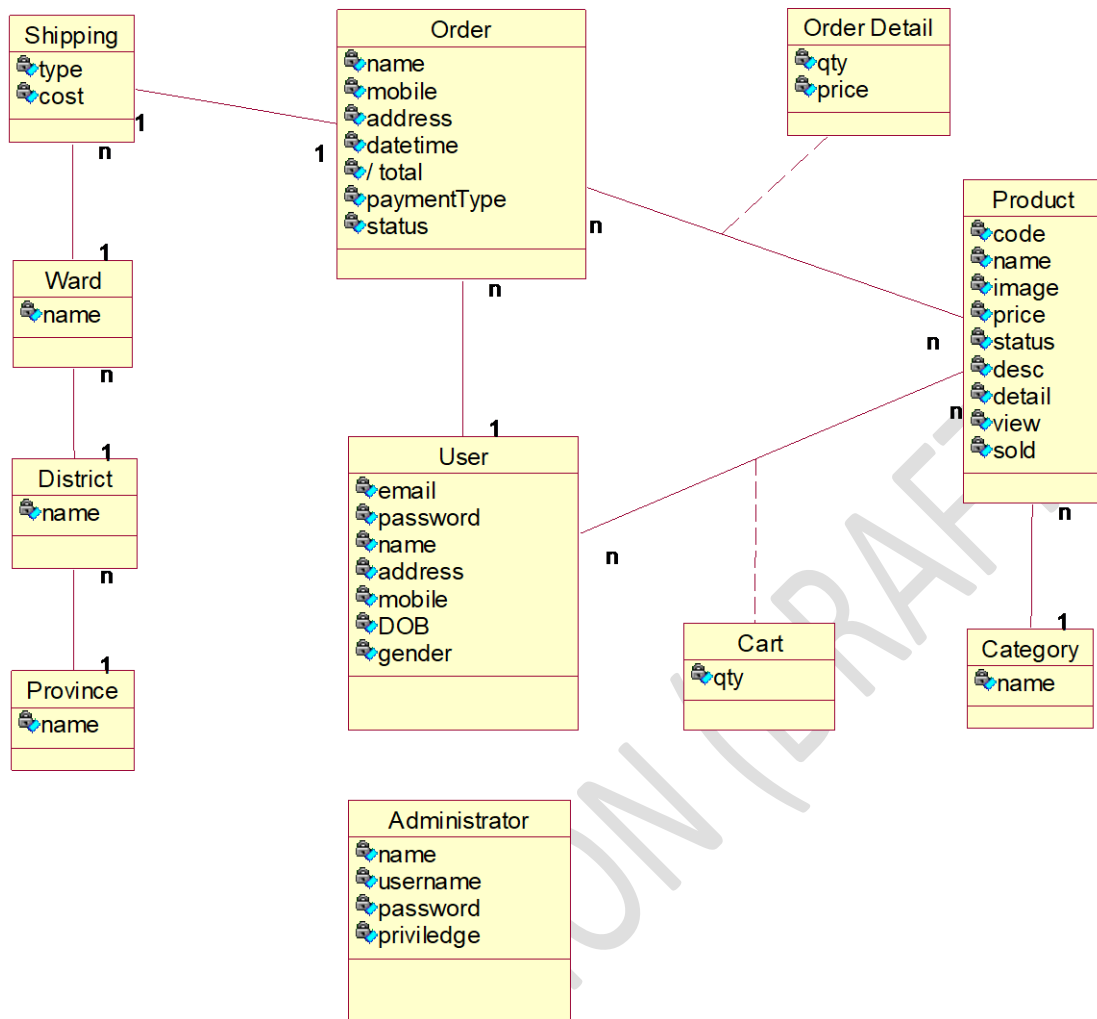 Shipping
type
cost
1
n
Order
name
mobile
address
datetime
/ total
paymentType
status
1
n
n
Order Detail
qty
price
Product
code
name
image
price
status
desc
detail
view
sold
n
n
n
1
Ward
name
n
1
District
name
n
1
Province
name
1
User
email
password
name
address
mobile
DOB
gender
n
Cart
qty
1
Category
name
Administrator
name
username
password
priviledge
ON (DRAFT